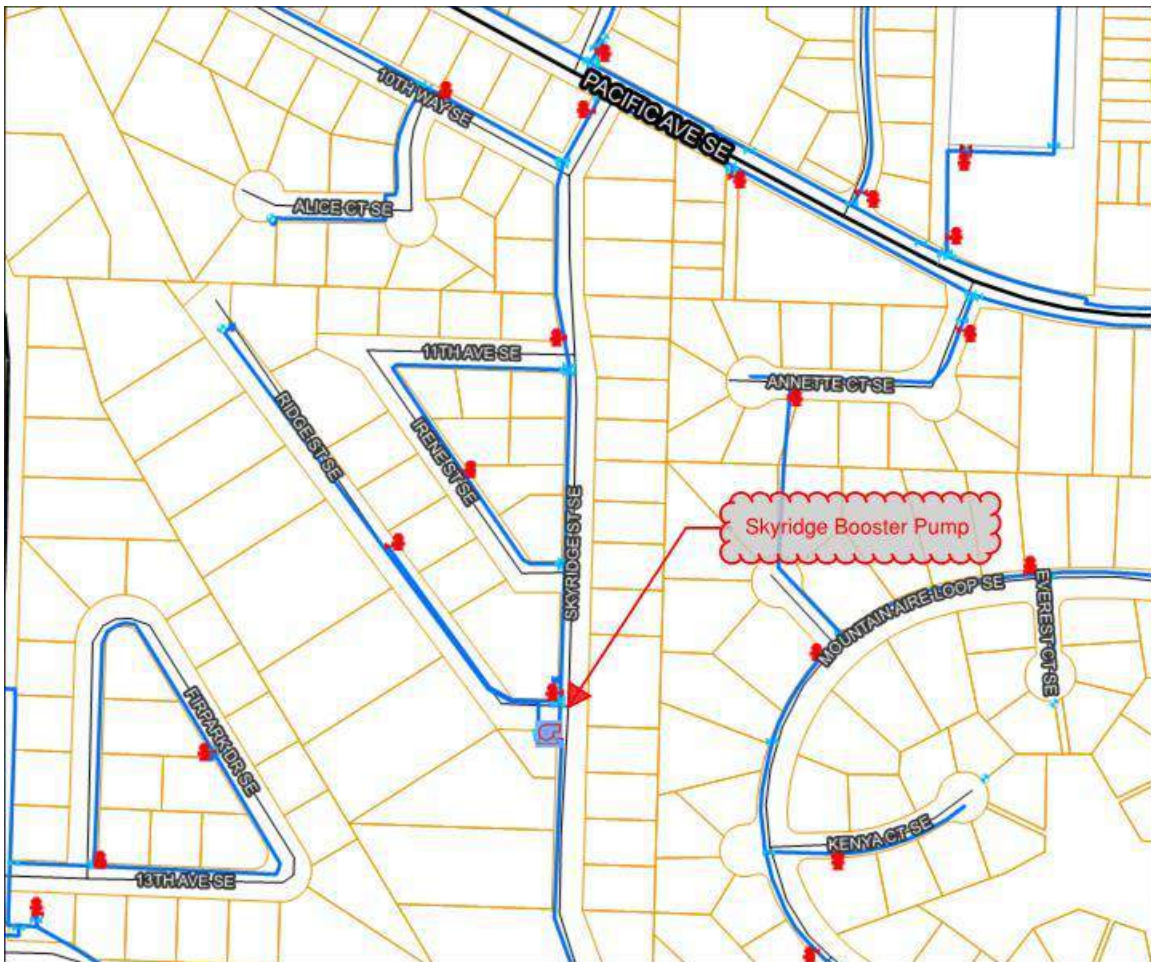 10TH WAY SE
PACIFIC AVE SE
ALICE CT SE
11TH AVE SE
ANNETTE CT SE
RIDGE ST SE
IRENE ST SE
SKYRIDGE ST SE
Skyridge Booster Pump
MOUNTAIN AIRE LOOP SE
EVEREST CT SE
FIRPARK DR SE
KENYA CT SE
13TH AVE SE